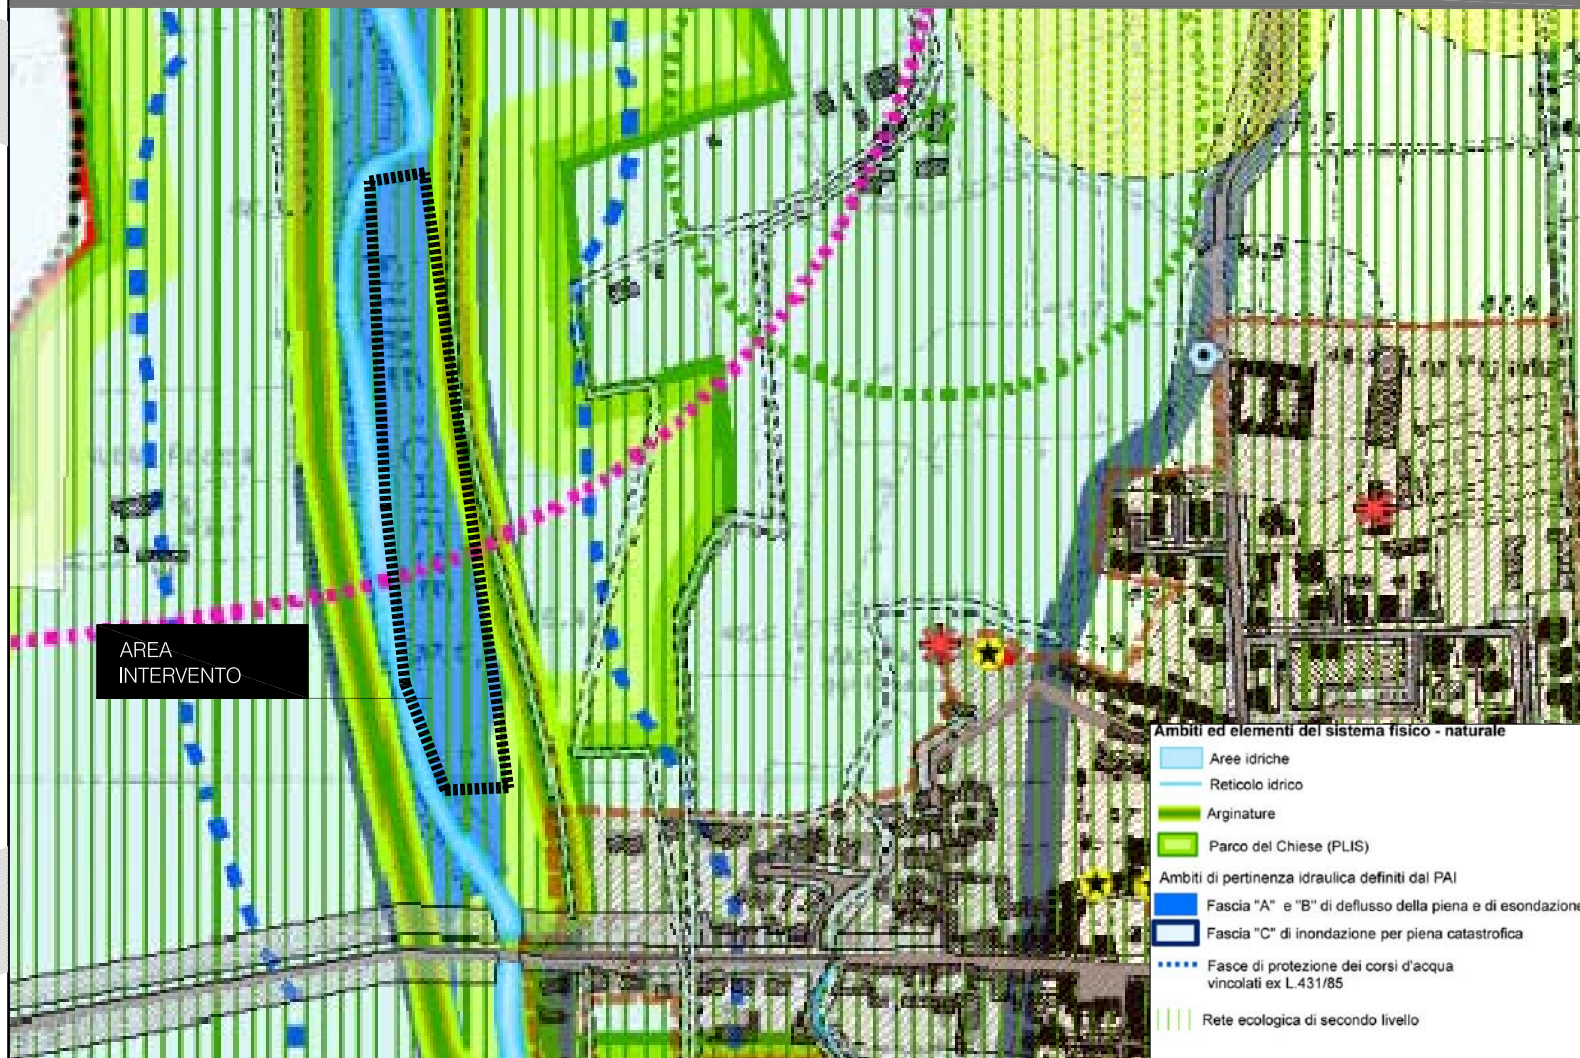 AREA
INTERVENTO
Ambiti ed elementi del sistema fisico - naturale
Aree idriche
Reticolo idrico
Arginature
Parco del Chiese (PLIS)
Ambiti di pertinenza idraulica definiti dal PAI
Fascia "A" e "B" di deflusso della piena e di esondazione
Fascia "C" di inondazione per piena catastrofica
Fasce di protezione dei corsi d'acqua
vincolati ex L.431/85
Rete ecologica di secondo livello